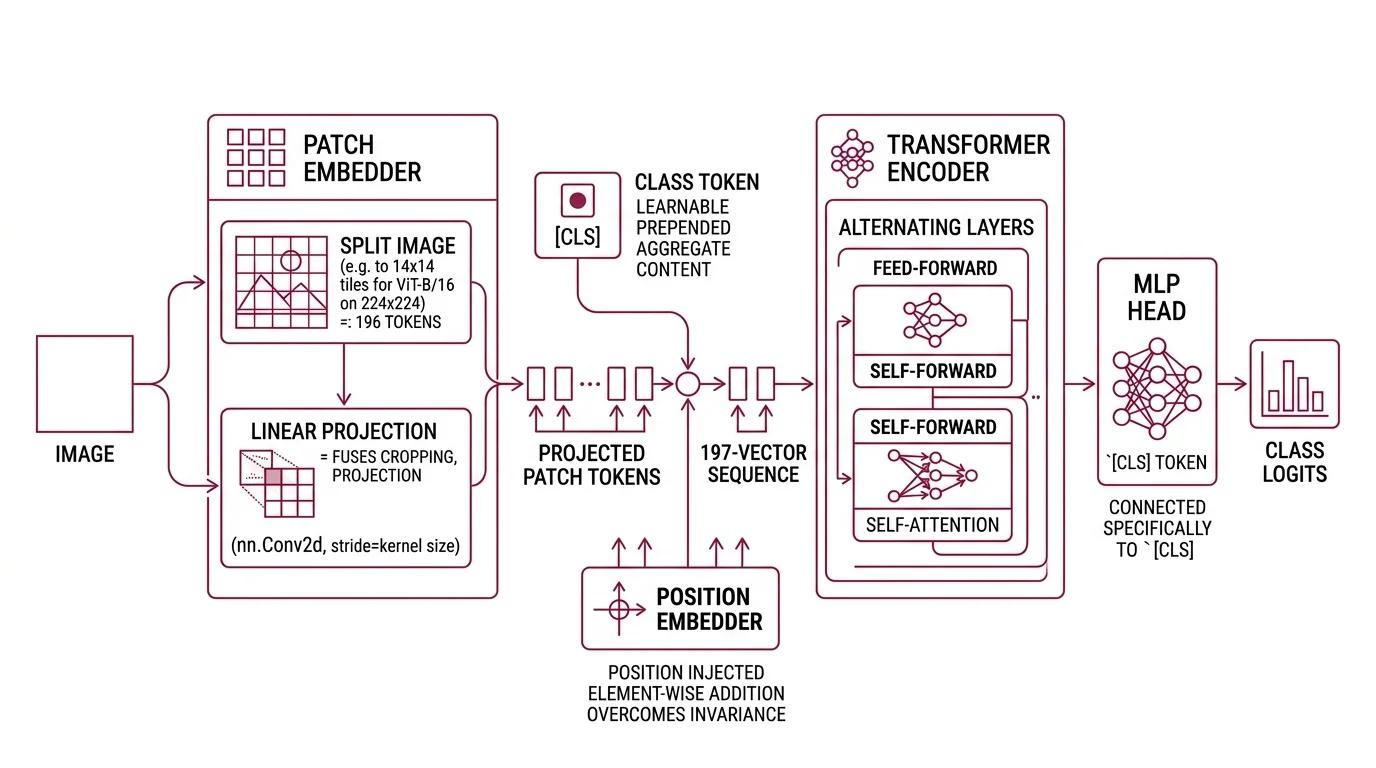 IMAGE
PATCH
EMBEDDER
SPLIT IMAGE
(e.g. to 14x14
tiles for ViT-B/16
on 224x224)
=: 196 TOKENS
LINEAR PROJECTION
= FUSES CROPPING,
PROJECTION
(nn.Conv2d, stride=kernel size)
[CLS]
CLASS TOKEN
LEARNABLE
PREPENDED
AGGREGATE
CONTENT
PROJECTED
PATCH TOKENS
197-VECTOR
SEQUENCE
POSITION
EMBEDDER
POSITION INJECTED
ELEMENT-WISE ADDITION
OVERCOMES INVARIANCE
TRANSFORMER
ENCODER
ALTERNATING LAYERS
FEED-FORWARD
SELF-FORWARD
SELF-FORWARD
SELF-ATTENTION
MLP
HEAD
`[CLS] TOKEN
CONNECTED
SPECIFICALLY
TO `[CLS]
CLASS
LOGITS